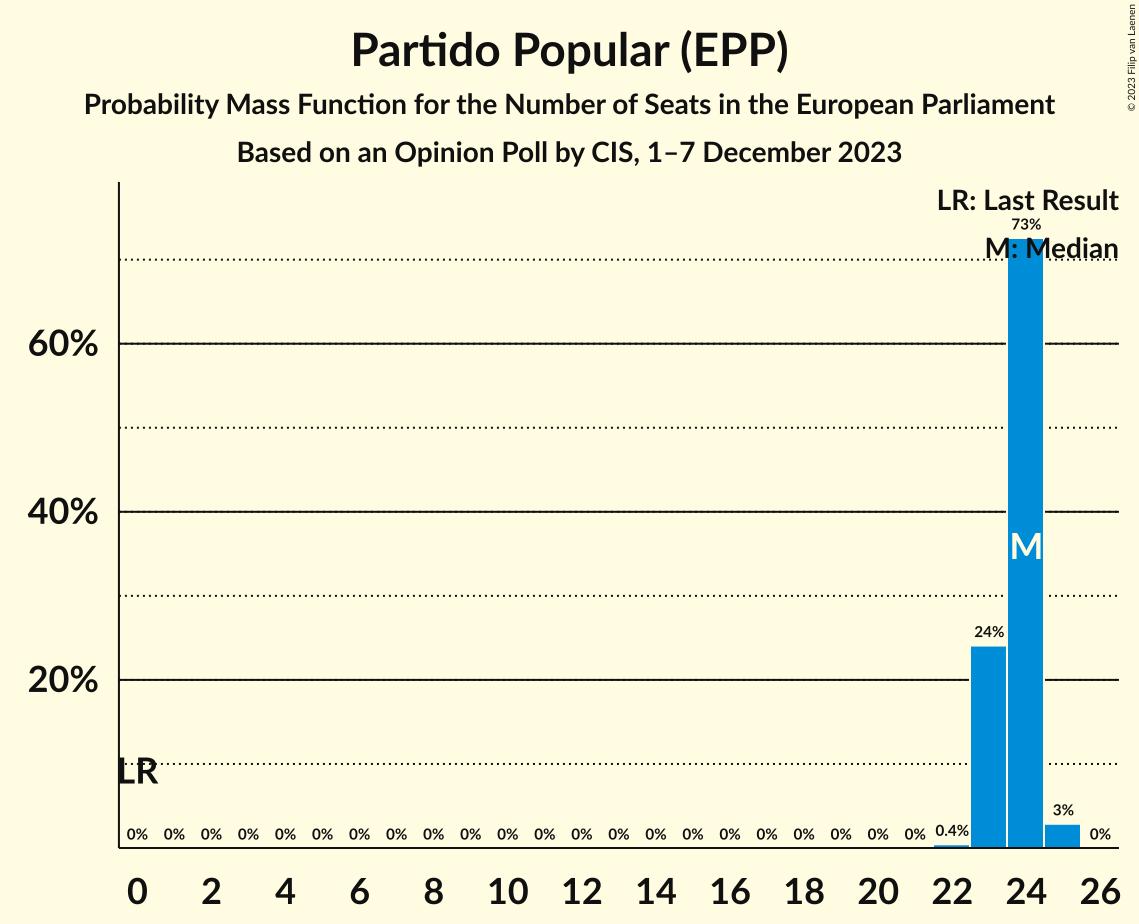 Partido Popular (EPP)
Probability Mass Function for the Number of Seats in the European Parliament
Based on an Opinion Poll by CIS, 1–7 December 2023
© 2023 Filip van Laenen
LR: Last Result
M: Median
73%
60%
40%
M
24%
20%
LR
0% 0% 0% 0% 0% 0% 0% 0% 0% 0% 0% 0% 0% 0% 0% 0% 0% 0% 0% 0% 0% 0% 0.4% 3% 0%
0 2 4 6 8 10 12 14 16 18 20 22 24 26